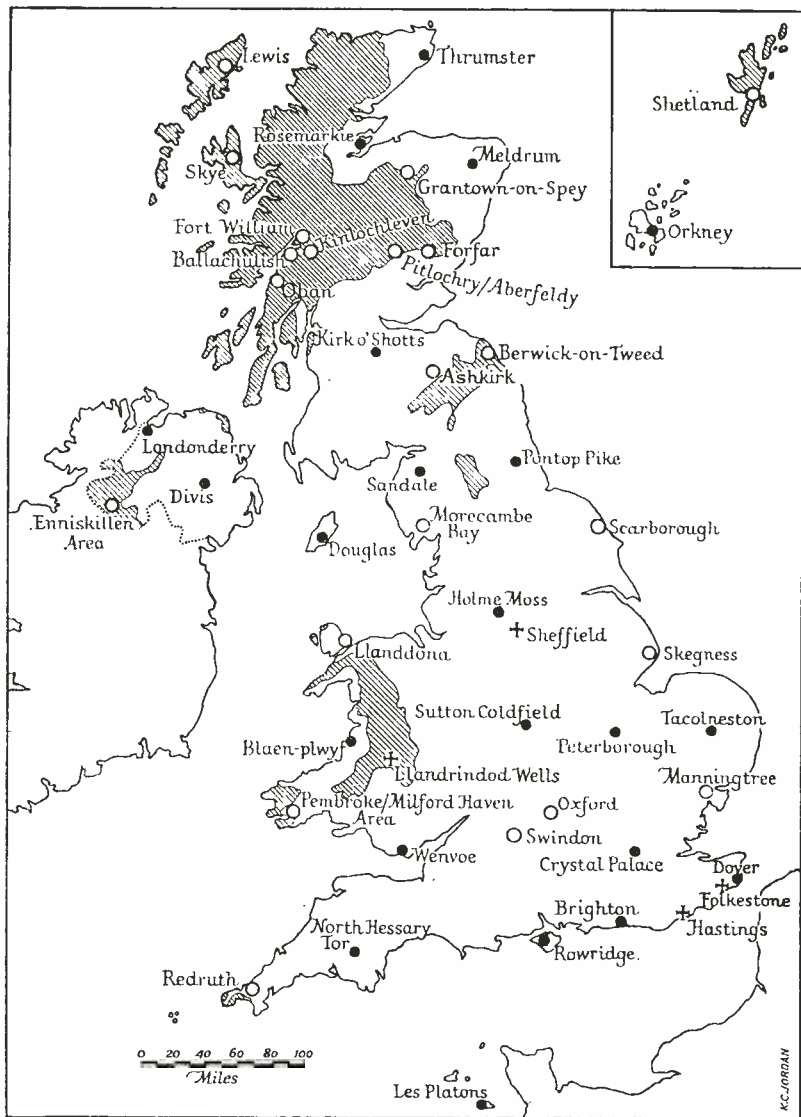 Lewis
Thrumster
Shetland
Rosemarkie
Meldrum
Skye
Grantown-on-Spey
Orkney
Fort William
Kinlochleven
Ballachulish
Forfar
Pitlochry/Aberfeldy
Oban
Kirk o'Shotts
Berwick-on-Tweed
Ashkirk
Londonderry
Pontop Pike
Divis
Sandale
Enniskillen
Area
Morecambe
Bay
Scarborough
Douglas
Holme Moss
Sheffield
Llanddona
Skegness
Sutton Coldfield
Tacolneston
Blaen-plwyf
Peterborough
Llandrindod Wells
Manningtree
Pembroke/Milford Haven
Area
Oxford
Swindon
Wenvoe
Crystal Palace
Dover
Folkestone
Brighton
Hastings
North Hessary
Tor
Rowridge.
Redruth
0 20 40 60 80 100
Miles
Les Platons
K.C.JORDAN